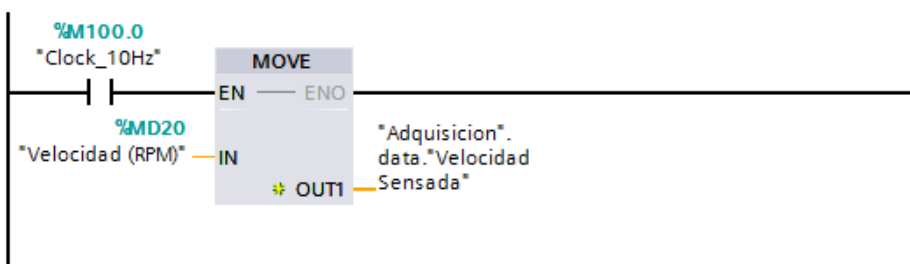 %M100.0
"Clock_10Hz"
MOVE
EN
ENO
%MD20
"Velocidad (RPM)"
IN
OUT1
"Adquisicion".
data."Velocidad
Sensada"